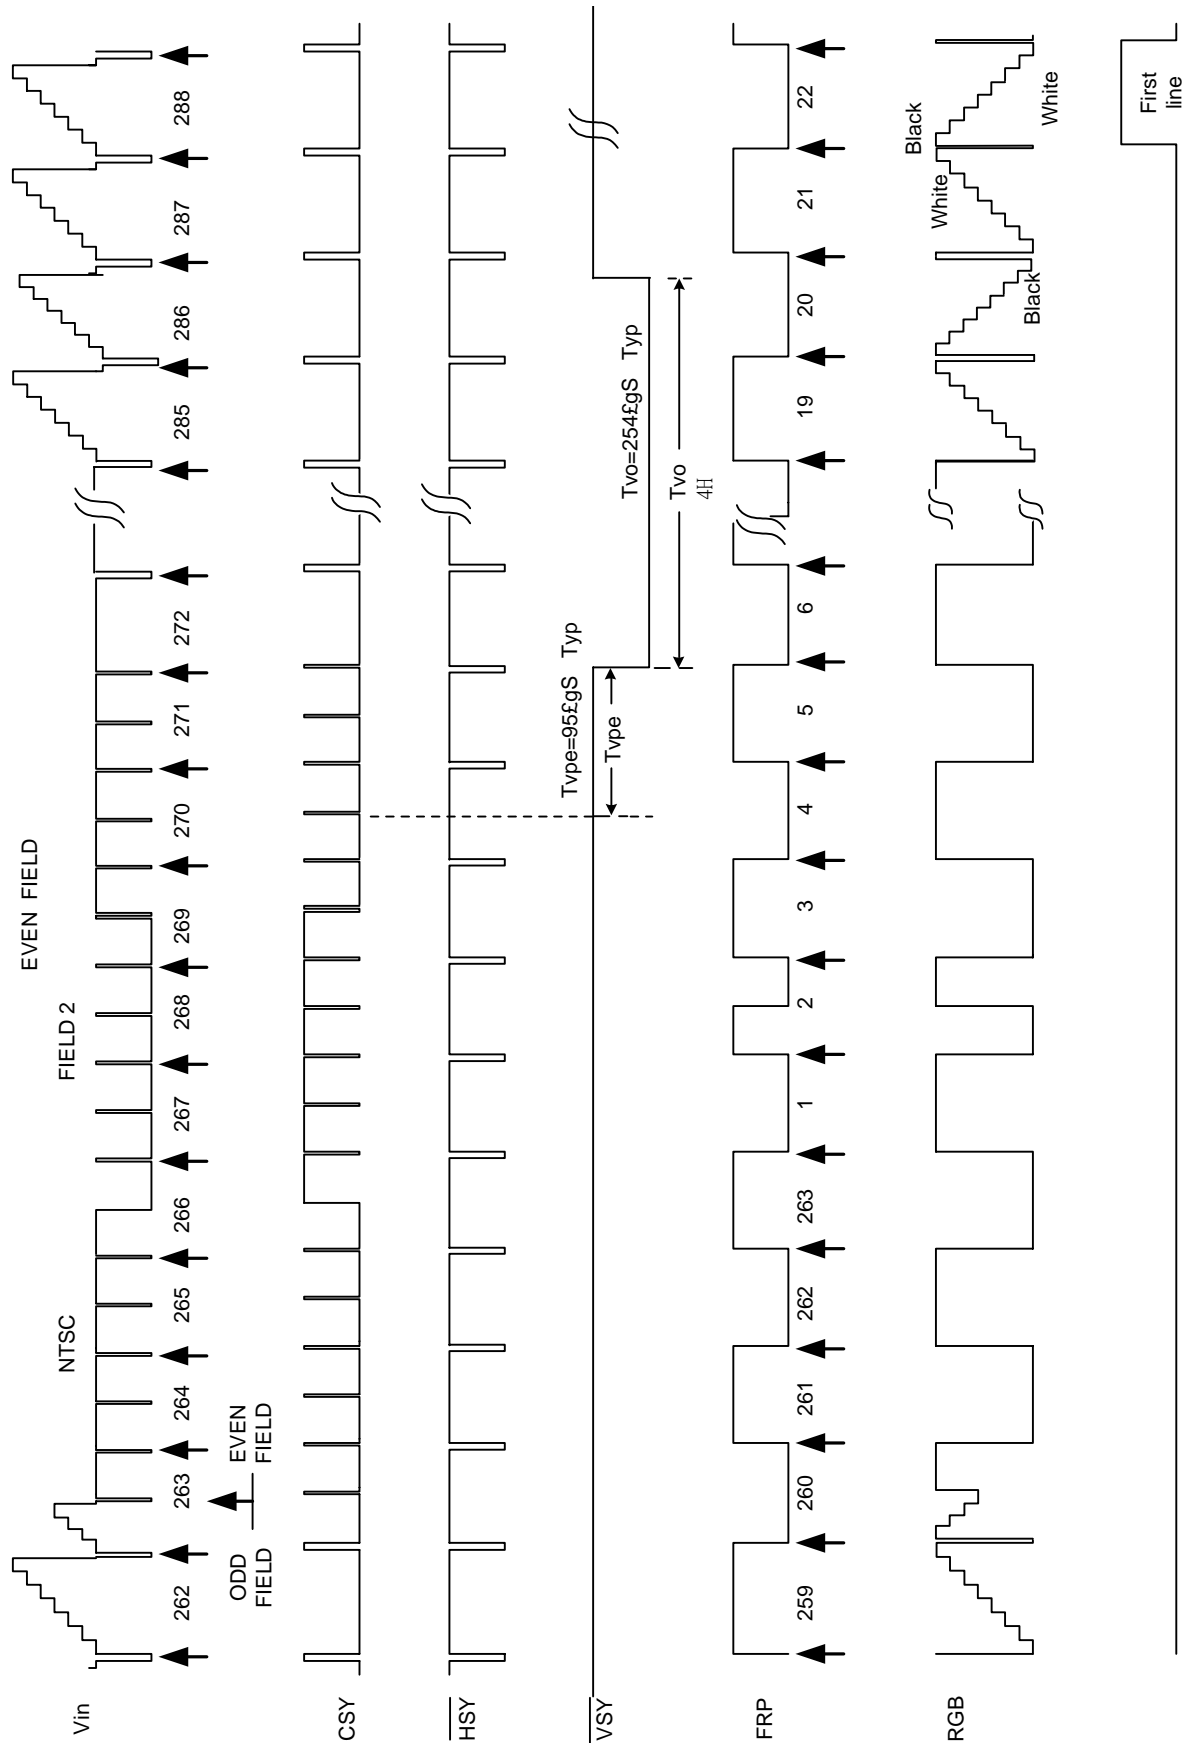 EVEN FIELD
FIELD 2
NTSC
Vin
262
263
264
265
266
267
268
269
270
271
272
285
286
287
288
ODD
FIELD
EVEN
FIELD
CSY
HSY
VSY
Tvpe=95£gS Typ
Tvpe
Tvo=254£gS Typ
Tvo
4H
FRP
259
260
261
262
263
1
2
3
4
5
6
19
20
21
22
RGB
Black
White
White
Black
First
line